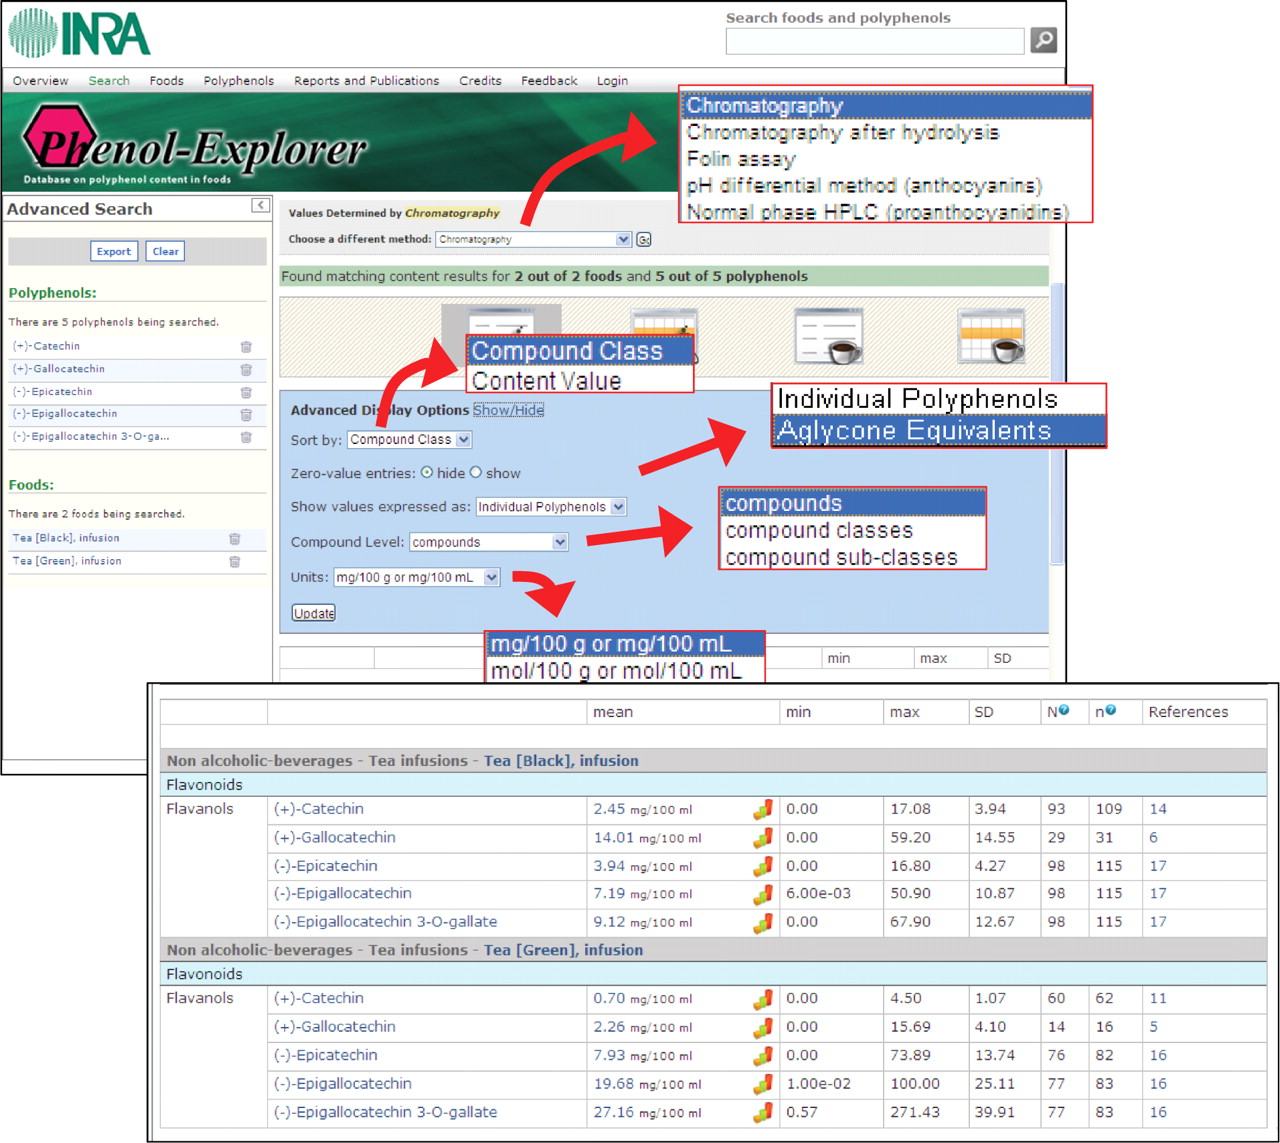 INRA
Search foods and polyphenols
Overview Search Foods Polyphenols Reports and Publications Credits Feedback Login
Phenol-Explorer
Database on polyphenol content in foods
Chromatography
Chromatography after hydrolysis
Folin assay
pH differential method (anthocyanins)
Normal phase HPLC (proanthocyanidins)
Advanced Search
Export Clear
Polyphenols:
There are 5 polyphenols being searched.
(+)-Catechin
(+)-Gallocatechin
(-)-Epicatechin
(-)-Epigallocatechin
(-)-Epigallocatechin 3-O-ga...
Foods:
There are 2 foods being searched.
Tea [Black], infusion
Tea [Green], infusion
Values Determined by Chromatography
Choose a different method: Chromatography Go
Found matching content results for 2 out of 2 foods and 5 out of 5 polyphenols
Compound Class
Content Value
Advanced Display Options Show/Hide
Sort by: Compound Class
Zero-value entries: hide show
Show values expressed as: Individual Polyphenols
Compound Level: compounds
Units: mg/100 g or mg/100 mL
Update
Individual Polyphenols
Aglycone Equivalents
compounds
compound classes
compound sub-classes
mg/100 g or mg/100 mL
mol/100 g or mol/100 mL
min max SD
mean min max SD N n References
Non alcoholic-beverages - Tea infusions - Tea [Black], infusion
Flavonoids
Flavanols (+)-Catechin 2.45 mg/100 ml 0.00 17.08 3.94 93 109 14
(+)-Gallocatechin 14.01 mg/100 ml 0.00 59.20 14.55 29 31 6
(-)-Epicatechin 3.94 mg/100 ml 0.00 16.80 4.27 98 115 17
(-)-Epigallocatechin 7.19 mg/100 ml 6.00e-03 50.90 10.87 98 115 17
(-)-Epigallocatechin 3-O-gallate 9.12 mg/100 ml 0.00 67.90 12.67 98 115 17
Non alcoholic-beverages - Tea infusions - Tea [Green], infusion
Flavonoids
Flavanols (+)-Catechin 0.70 mg/100 ml 0.00 4.50 1.07 60 62 11
(+)-Gallocatechin 2.26 mg/100 ml 0.00 15.69 4.10 14 16 5
(-)-Epicatechin 7.93 mg/100 ml 0.00 73.89 13.74 76 82 16
(-)-Epigallocatechin 19.68 mg/100 ml 1.00e-02 100.00 25.11 77 83 16
(-)-Epigallocatechin 3-O-gallate 27.16 mg/100 ml 0.57 271.43 39.91 77 83 16